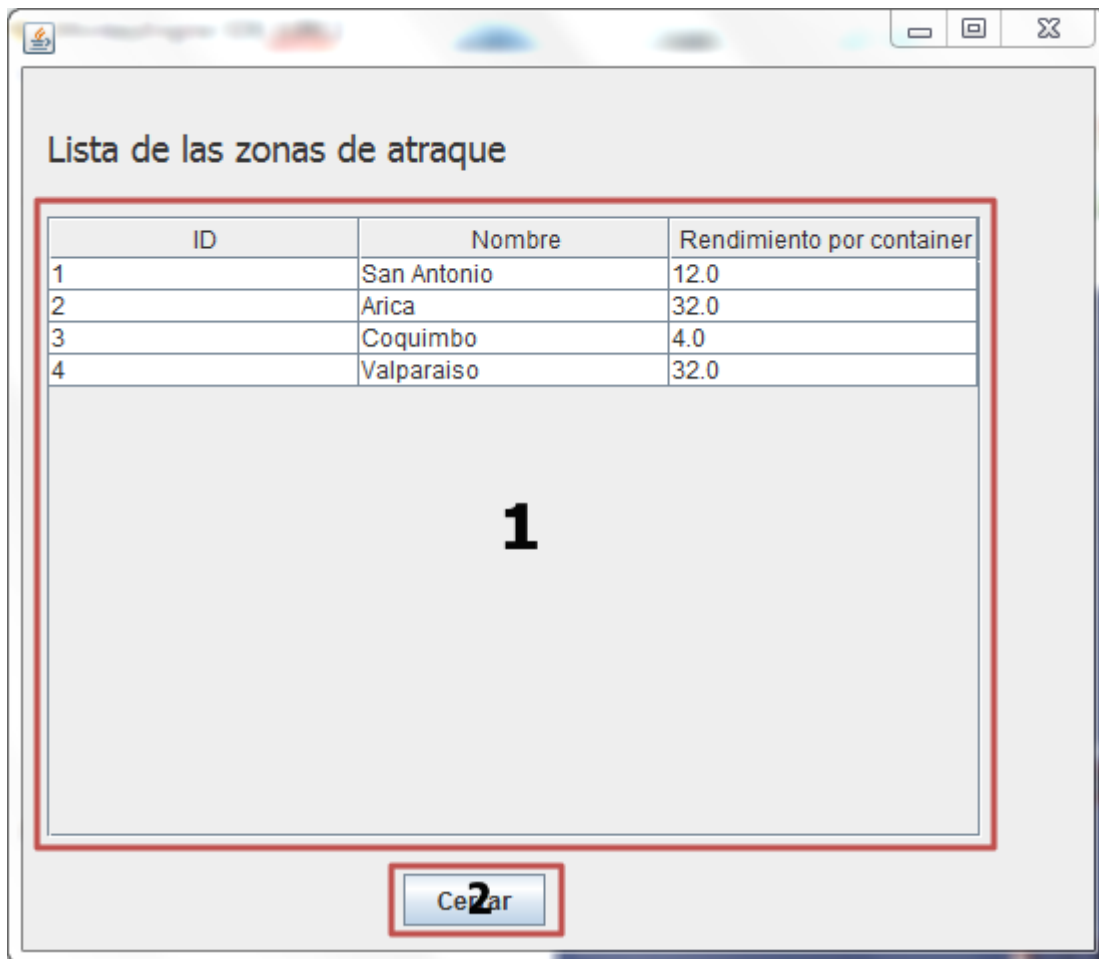 Lista de las zonas de atraque
ID Nombre Rendimiento por container
1 San Antonio 12.0
2 Arica 32.0
3 Coquimbo 4.0
4 Valparaiso 32.0
1
Cerrar
2